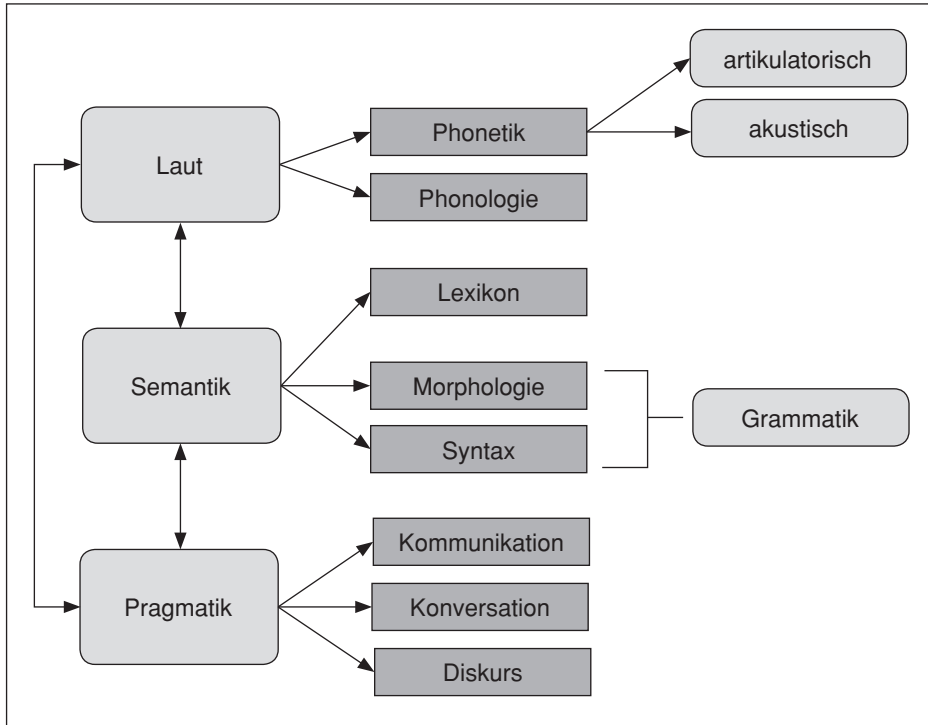 Laut
Phonetik
artikulatorisch
akustisch
Phonologie
Semantik
Lexikon
Morphologie
Syntax
Grammatik
Pragmatik
Kommunikation
Konversation
Diskurs